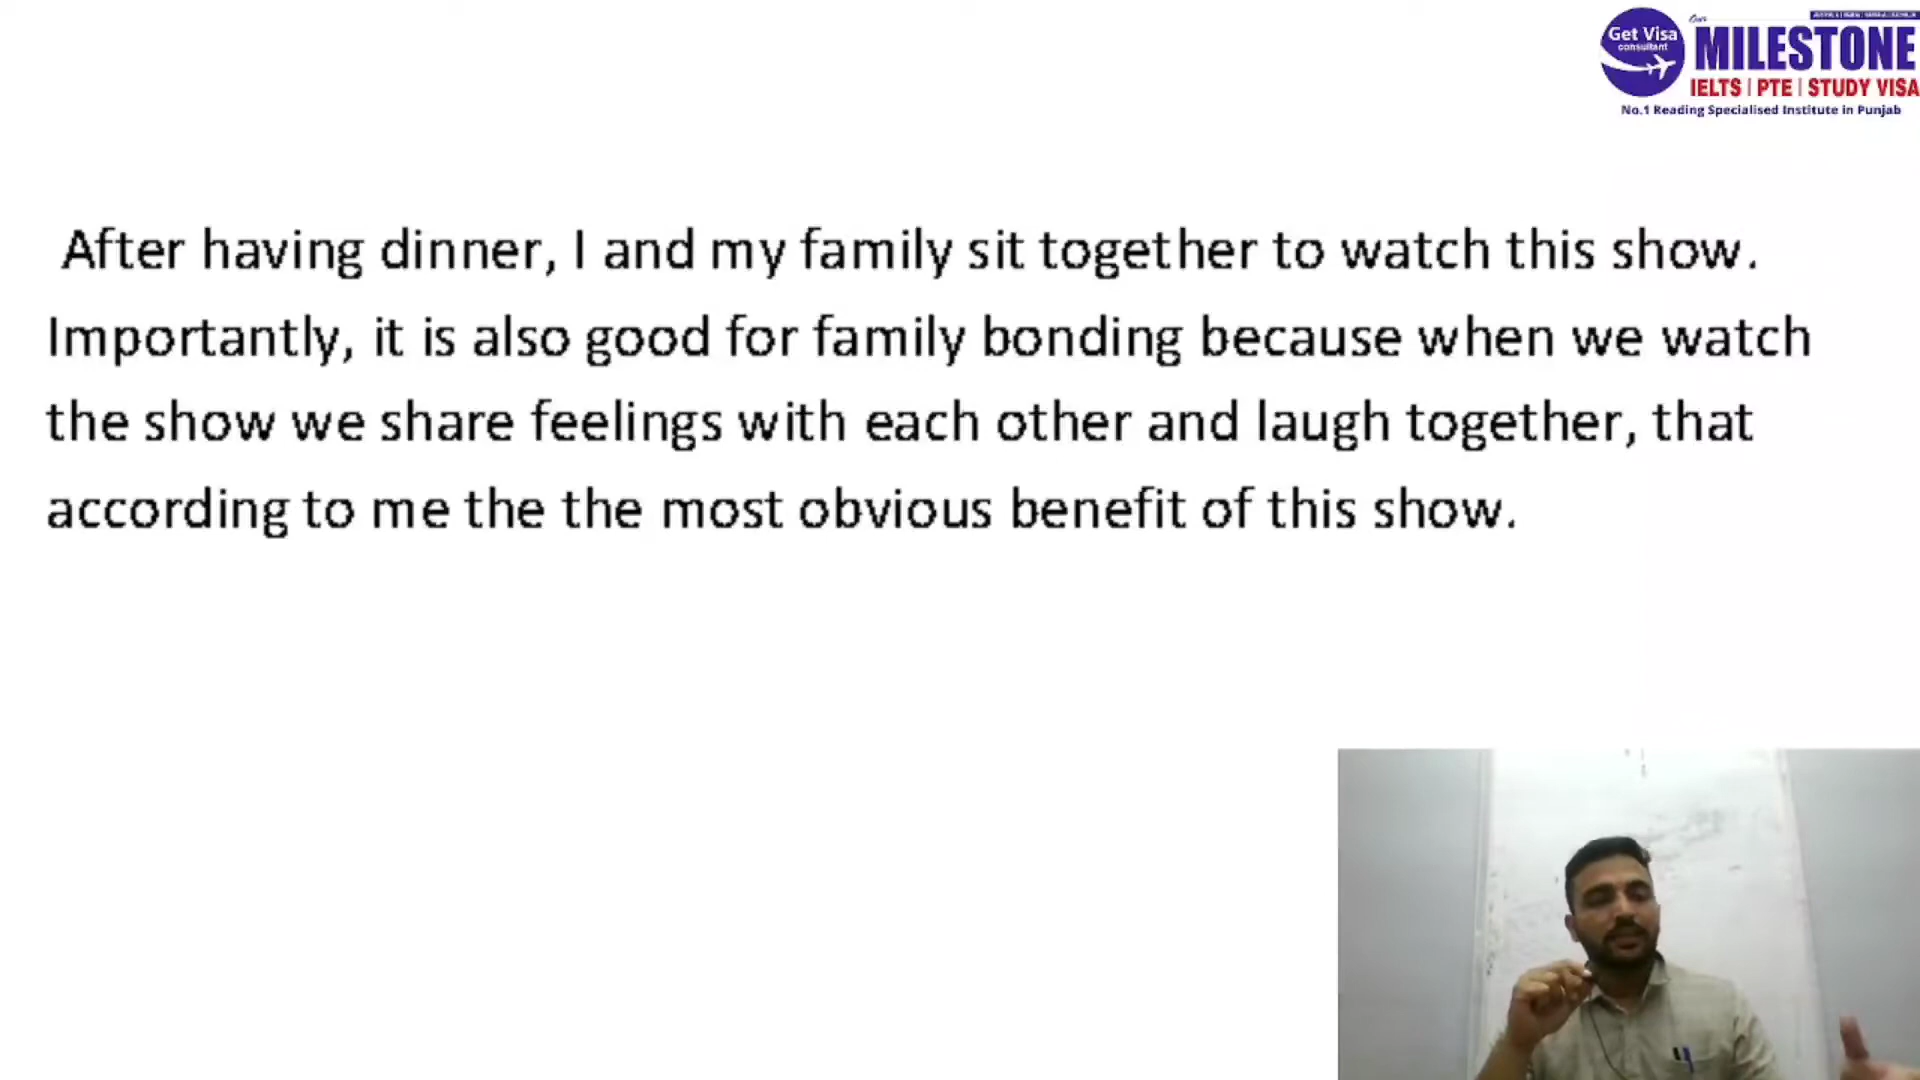 Get Visa
consultant
Our
MILESTONE
IELTS | PTE | STUDY VISA
No.1 Reading Specialised Institute in Punjab
After having dinner, I and my family sit together to watch this show.
Importantly, it is also good for family bonding because when we watch
the show we share feelings with each other and laugh together, that
according to me the the most obvious benefit of this show.